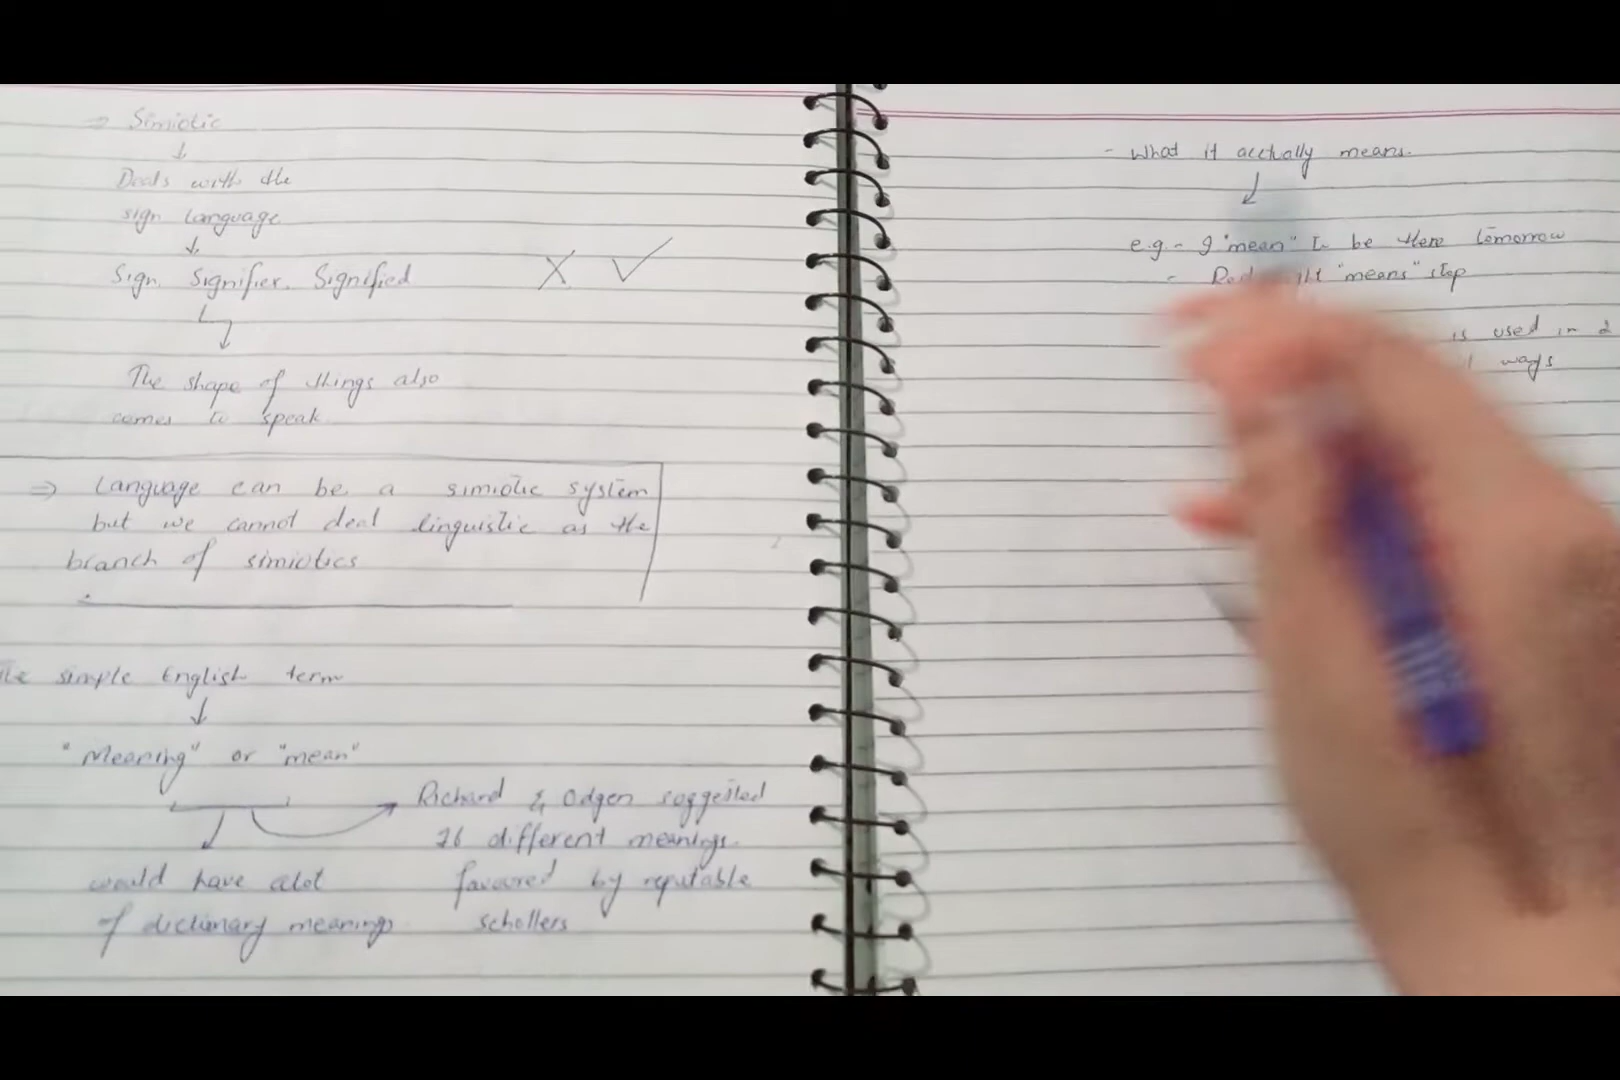 ⇒ Simiotic
↓
Deals with the
sign language
↓
Sign, Signifier, Signified X ✓
The shape of things also
comes to speak
⇒ Language can be a simiotic system
but we cannot deal linguistic as the
branch of simiotics
simple English term
↓
"Meaning" or "mean"
Richard & Odgen suggested
16 different meanings
would have alot
of dictionary meanings
favoured by reputable
schollers
- What it acctually means.
↓
e.g - I "mean" to be there tomorrow
- "means" stop
is used in 2
ways